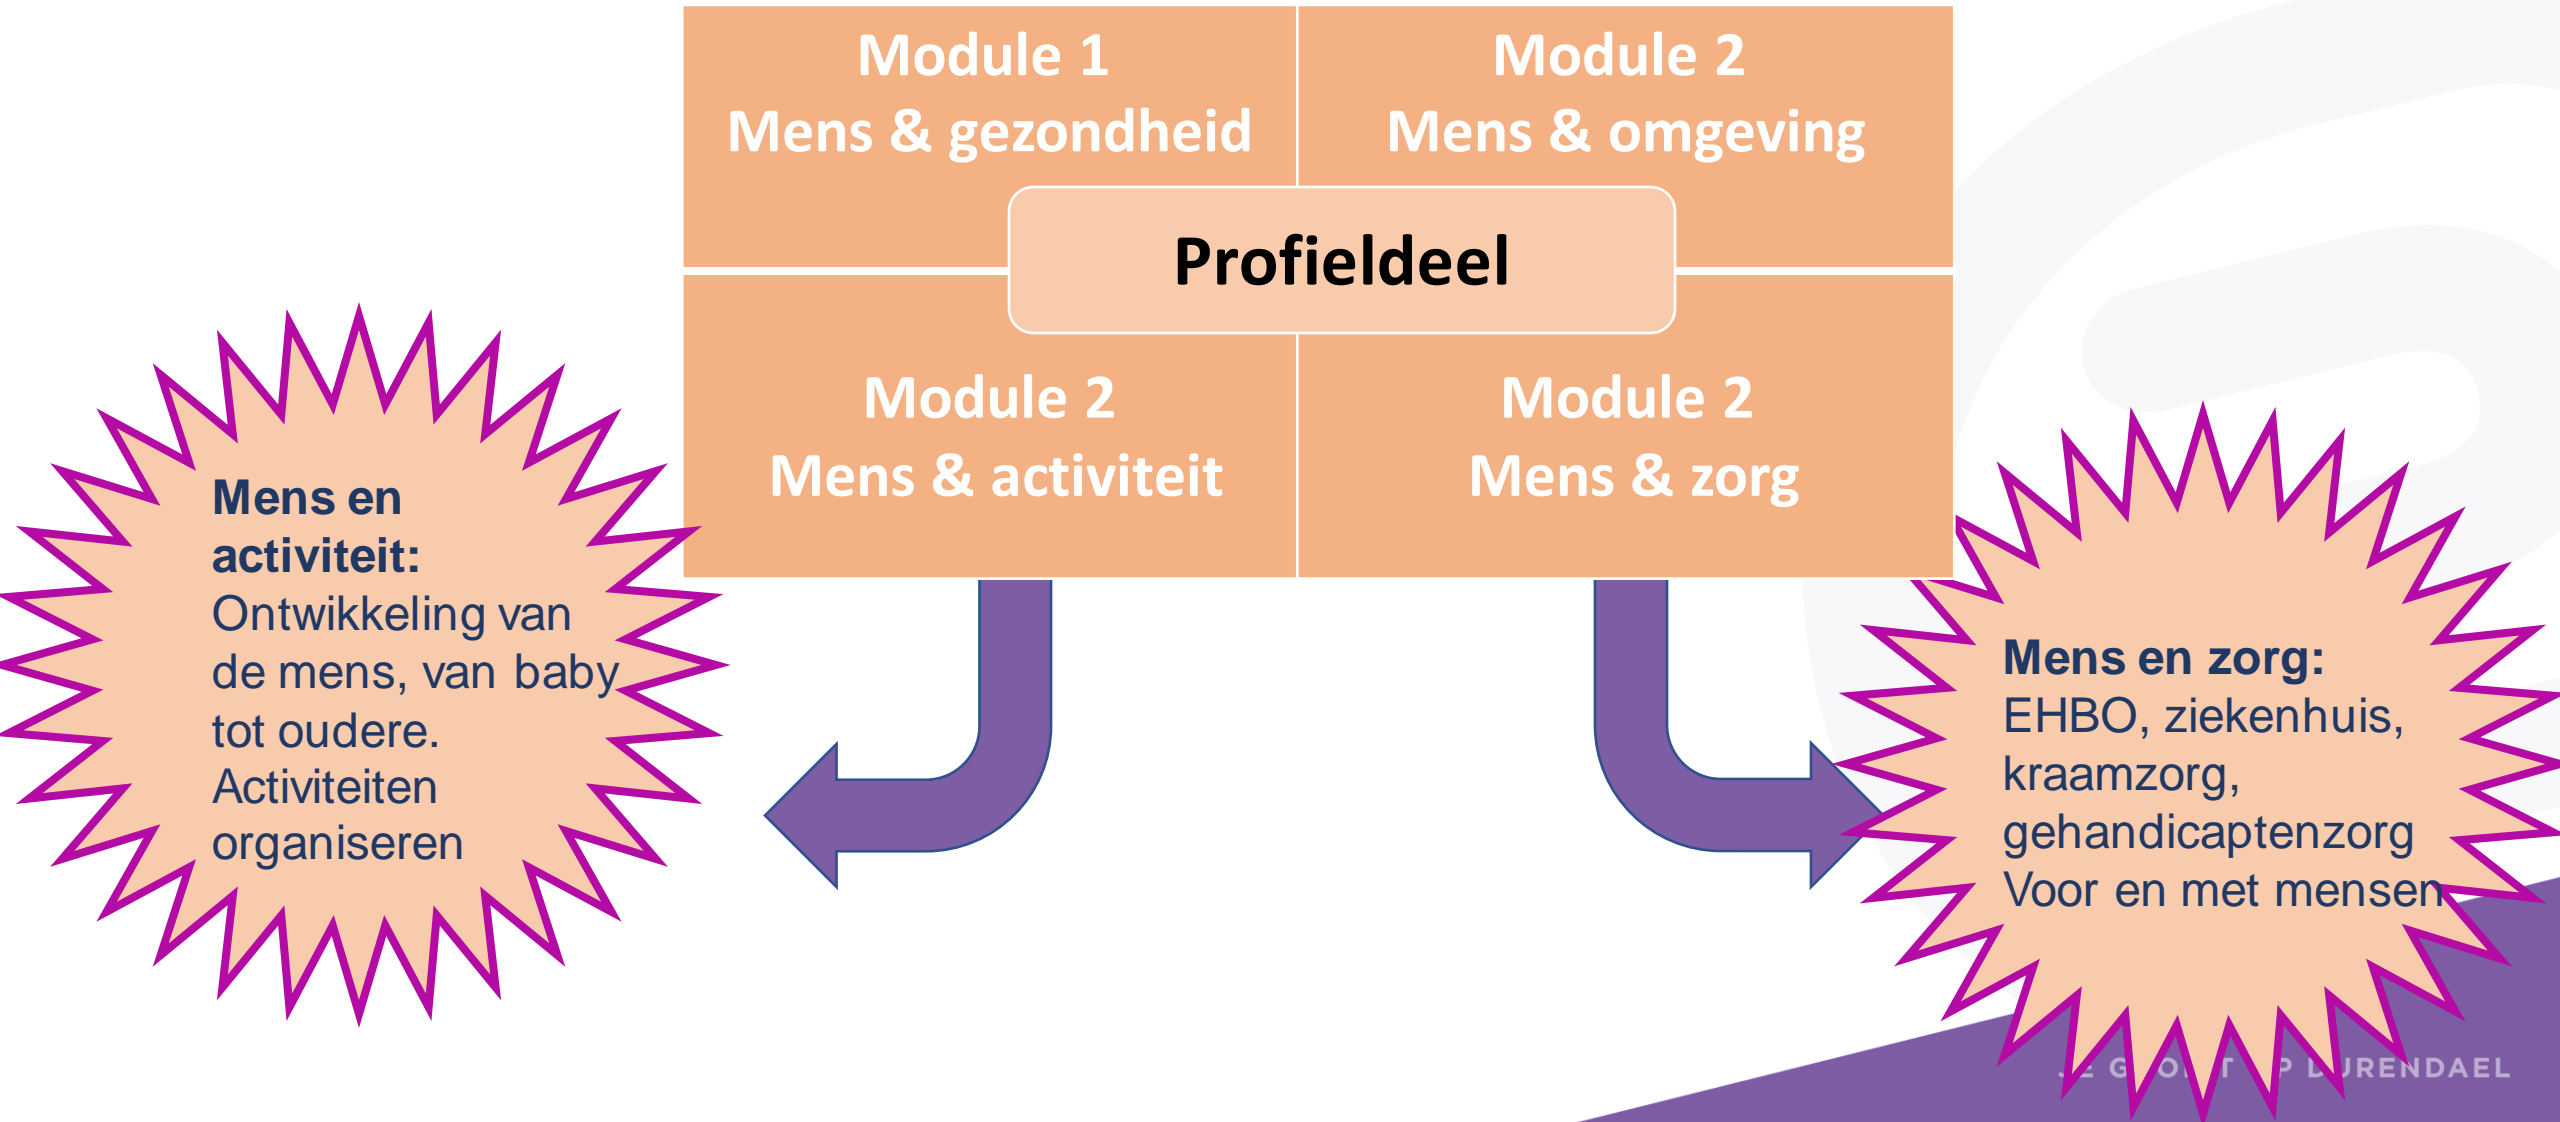 Module 1
Mens & gezondheid
Module 2
Mens & omgeving
Profieldeel
Module 2
Mens & activiteit
Module 2
Mens & zorg
Mens en
activiteit:
Ontwikkeling van
de mens, van baby
tot oudere.
Activiteiten
organiseren
Mens en zorg:
EHBO, ziekenhuis,
kraamzorg,
gehandicaptenzorg
Voor en met mensen
DURENDAEL